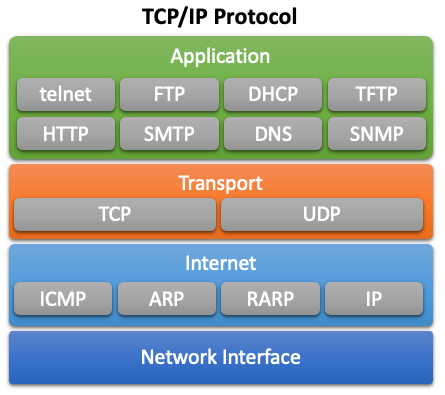 TCP/IP Protocol
Application
telnet FTP DHCP TFTP
HTTP SMTP DNS SNMP
Transport
TCP UDP
Internet
ICMP ARP RARP IP
Network Interface